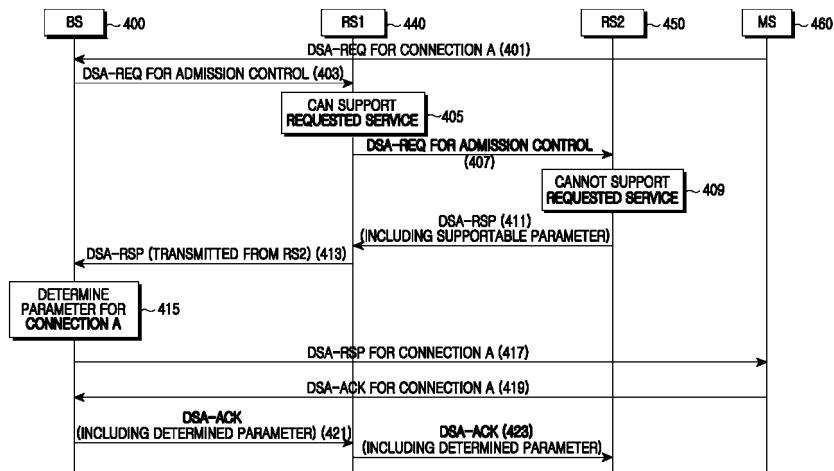 BS 400 RS1 440 RS2 450 MS 460
DSA-REQ FOR CONNECTION A (401)
DSA-REQ FOR ADMISSION CONTROL (403)
CAN SUPPORT
REQUESTED SERVICE 405
DSA-REQ FOR ADMISSION CONTROL
(407)
CANNOT SUPPORT
REQUESTED SERVICE 409
DSA-RSP (411)
(INCLUDING SUPPORTABLE PARAMETER)
DSA-RSP (TRANSMITTED FROM RS2) (413)
DETERMINE
PARAMETER FOR
CONNECTION A 415
DSA-RSP FOR CONNECTION A (417)
DSA-ACK FOR CONNECTION A (419)
DSA-ACK
(INCLUDING DETERMINED PARAMETER) (421)
DSA-ACK (423)
(INCLUDING DETERMINED PARAMETER)